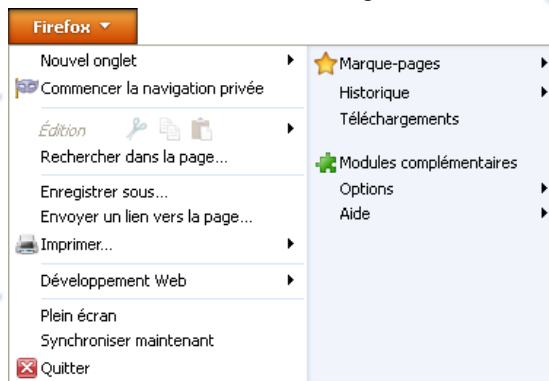 Firefox
Nouvel onglet
Commencer la navigation privée
Édition
Rechercher dans la page...
Enregistrer sous...
Envoyer un lien vers la page...
Imprimer...
Développement Web
Plein écran
Synchroniser maintenant
Quitter
Marque-pages
Historique
Téléchargements
Modules complémentaires
Options
Aide